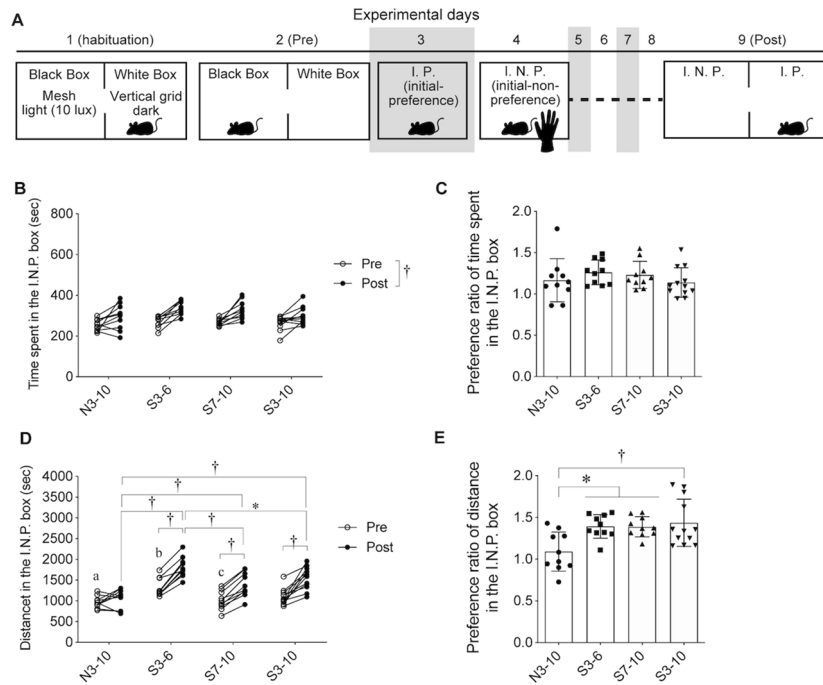 A
Experimental days
1 (habituation) 2 (Pre) 3 4 5 6 7 8 9 (Post)
Black Box White Box Black Box White Box I. P. I. N. P. I. N. P. I. P.
Mesh Vertical grid (initial- (initial-non-
light (10 lux) dark preference) preference)
B
Time spent in the I.N.P. box (sec)
800
600
400
200
0
N3-10 S3-6 S7-10 S3-10
Pre
Post
†
C
Preference ratio of time spent
in the I.N.P. box
2.0
1.5
1.0
0.5
0.0
N3-10 S3-6 S7-10 S3-10
D
Distancet in the I.N.P. box (sec)
4000
3500
3000
2500
2000
1500
1000
500
0
†
†
† *
† †
† †
a b c
N3-10 S3-6 S7-10 S3-10
Pre
Post
E
Preference ratio of distance
in the I.N.P. box
2.0
1.5
1.0
0.5
0.0
†
*
N3-10 S3-6 S7-10 S3-10